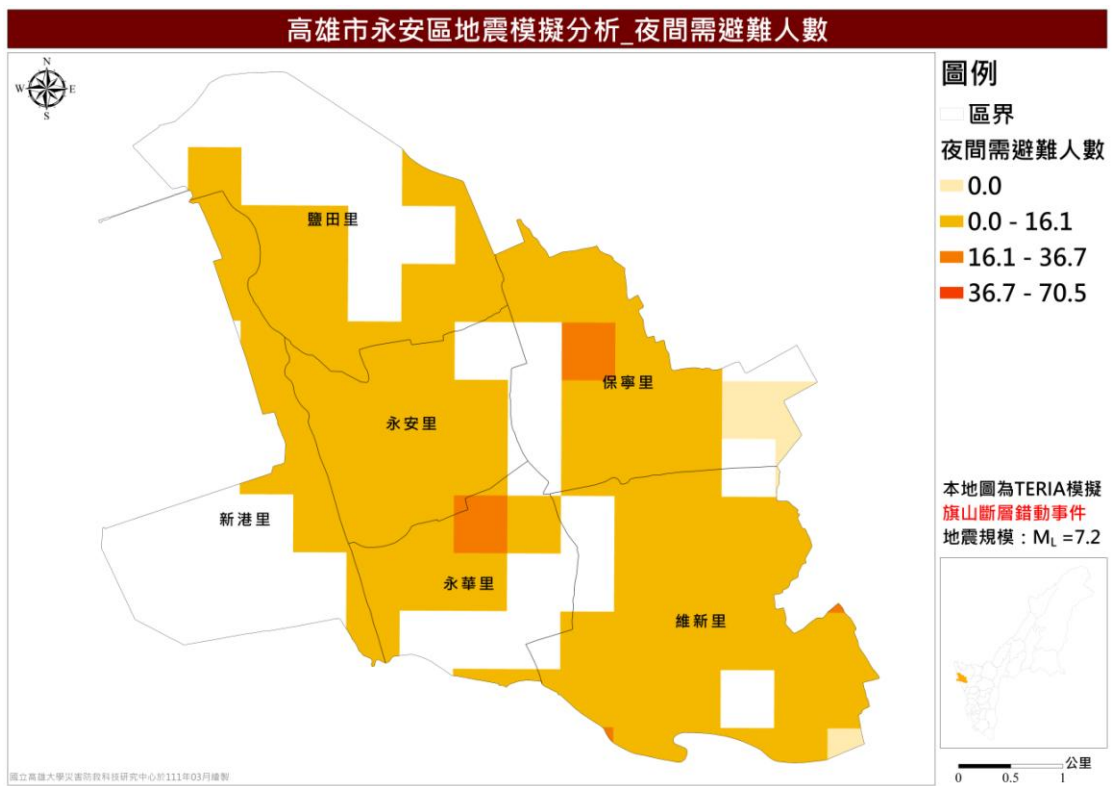 高雄市永安區地震模擬分析_夜間需避難人數
N
W
E
S
圖例
區界
夜間需避難人數
0.0
0.0 - 16.1
16.1 - 36.7
36.7 - 70.5
鹽田里
保寧里
永安里
新港里
永華里
維新里
本地圖為TERIA模擬
旗山斷層錯動事件
地震規模：ML =7.2
公里
0 0.5 1
國立高雄大學災害防救科技研究中心於111年03月繪製